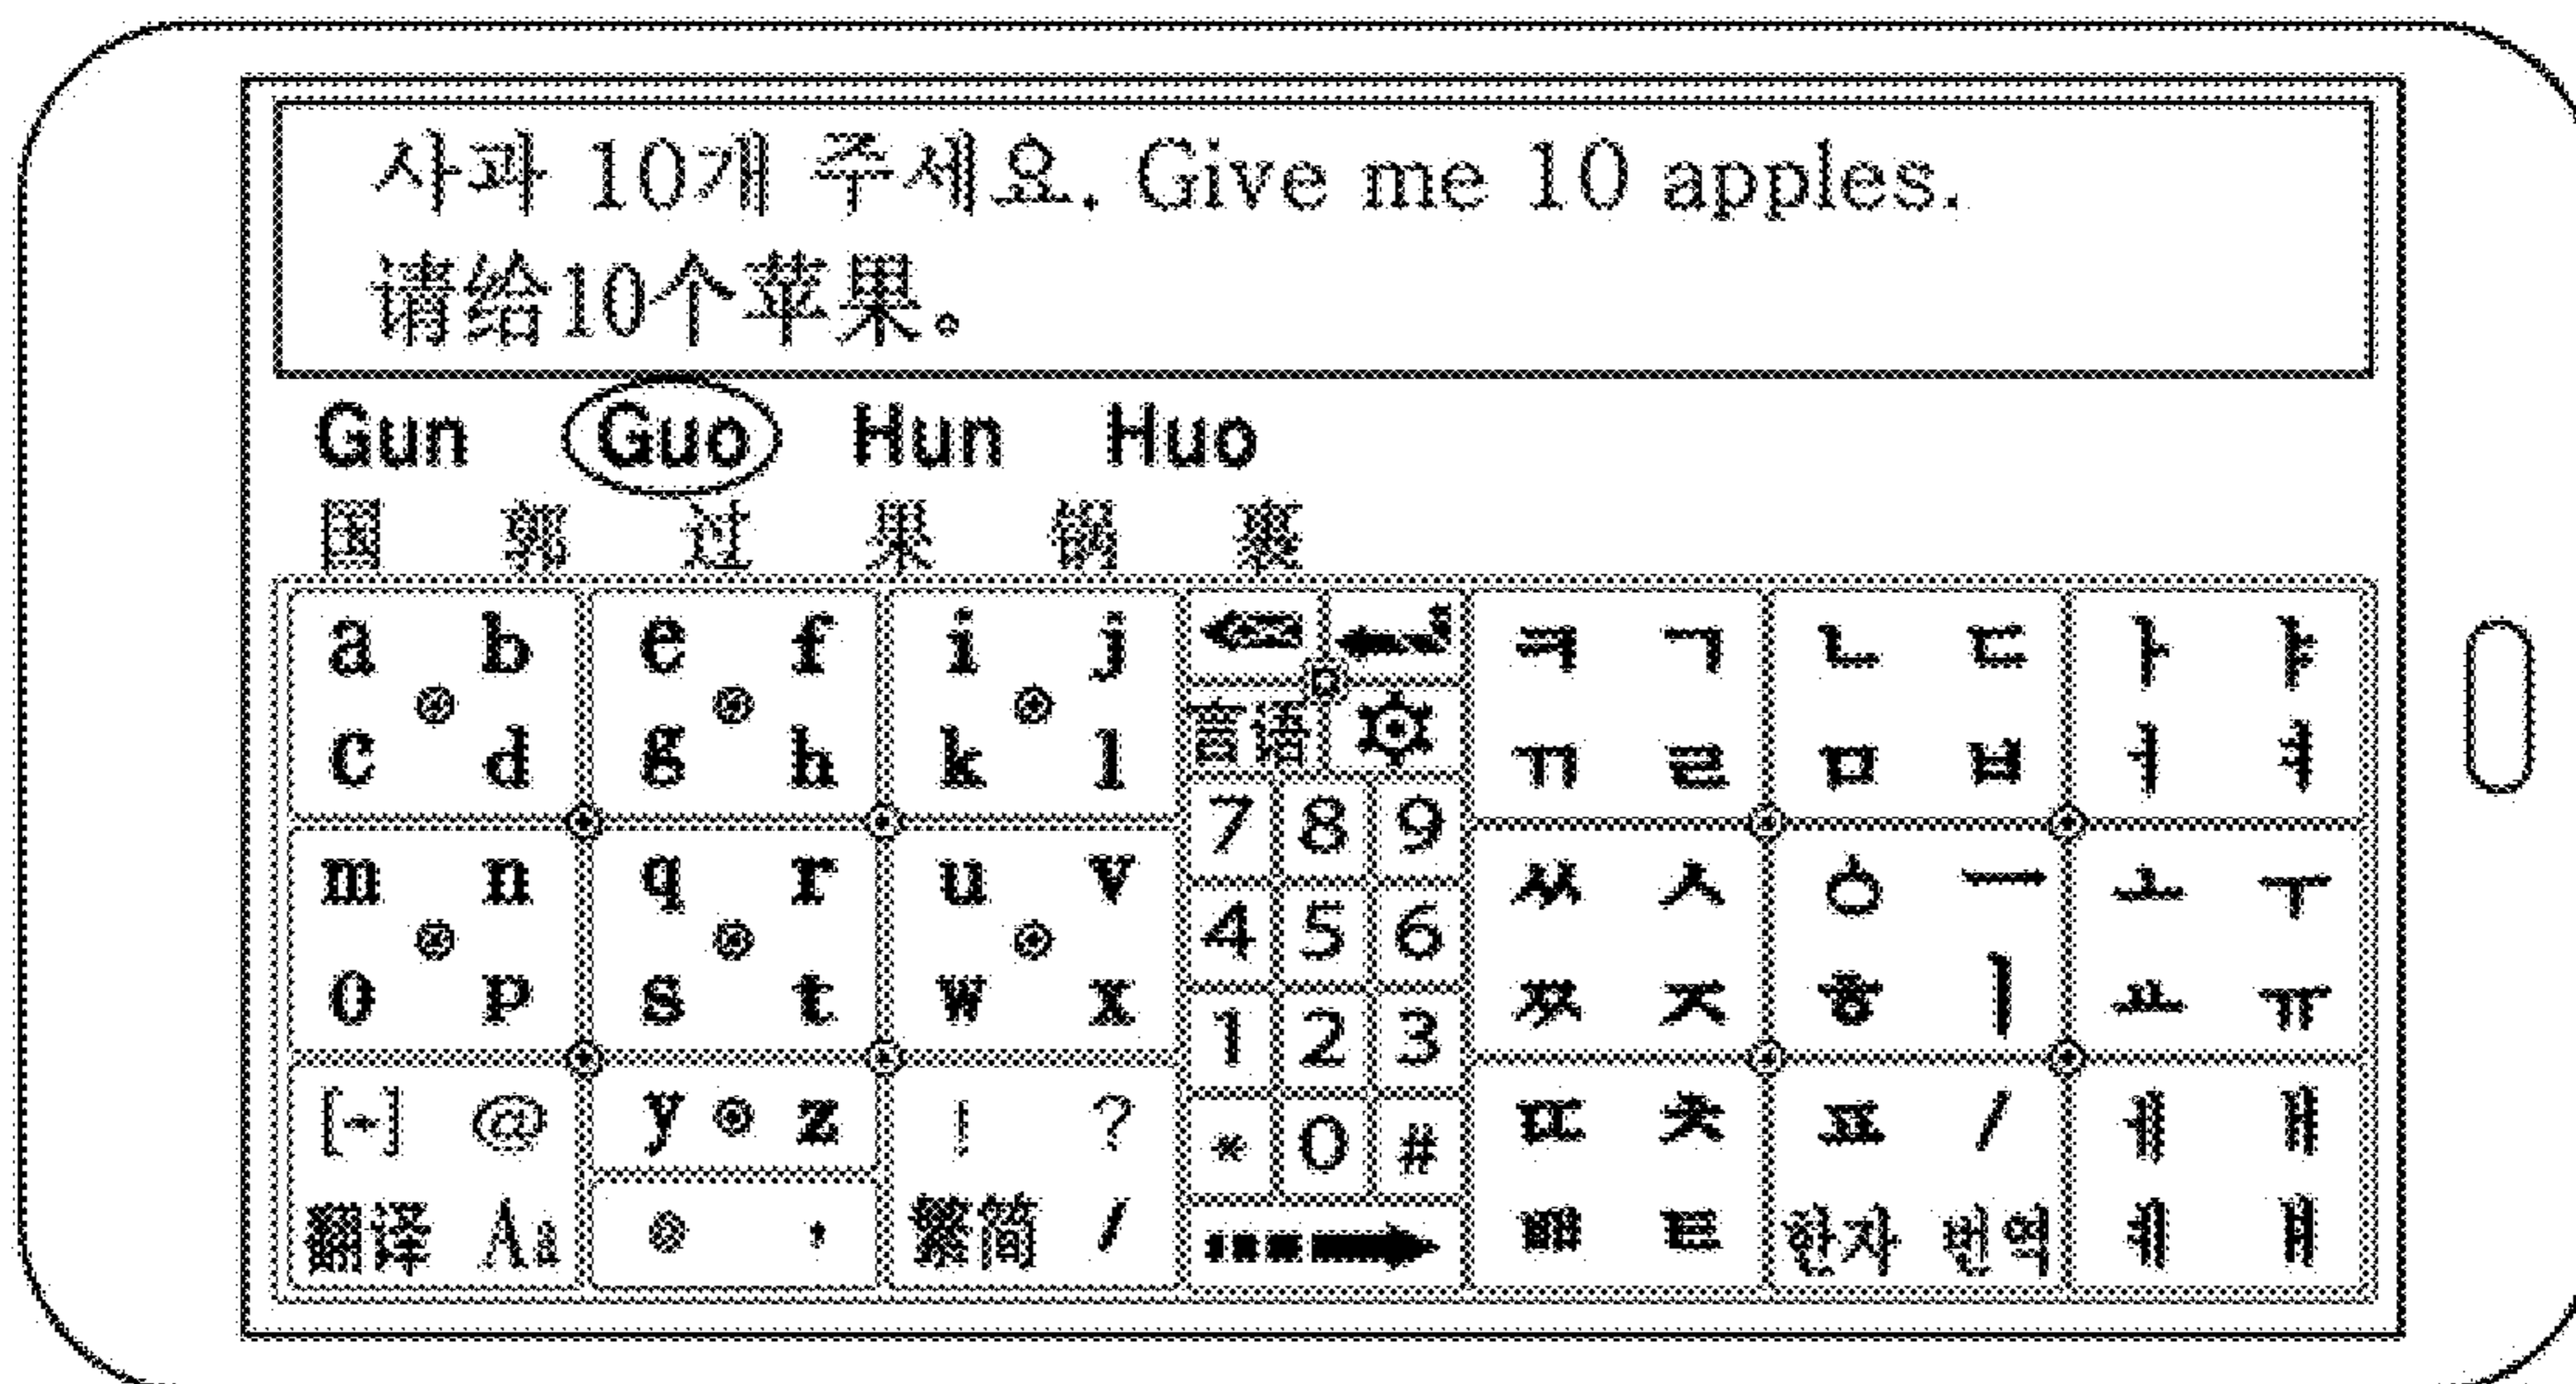 사과 10개 주세요. Give me 10 apples.
请给10个苹果。
Gun Guo Hun Huo
国 郭 过 果 锅 裹
a b e f i j ㅋ ㄱ ㄴ ㄷ ㅏ ㅑ
c d g h k l 言语 ㄲ ㄹ ㅁ ㅂ ㅓ ㅕ
7 8 9
m n q r u v 4 5 6 ㅆ ㅅ ㅇ ㅡ ㅗ ㅜ
o p s t w x 1 2 3 ㅉ ㅈ ㅎ ㅣ ㅛ ㅠ
[-] @ y z ! ? * 0 # ㄸ ㅊ ㅍ / ㅔ ㅐ
翻译 Aa 繁简 / ㅃ ㅌ 한자 번역 ㅖ ㅒ